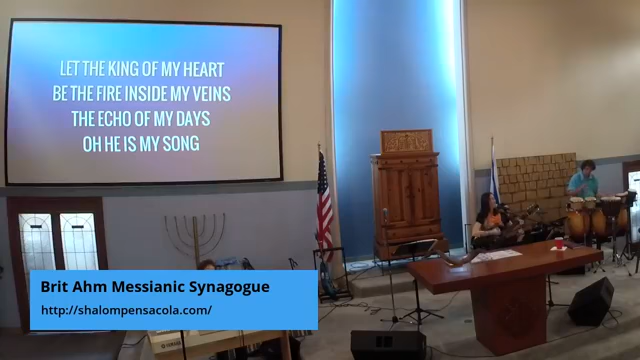 LET THE KING OF MY HEART
BE THE FIRE INSIDE MY VEINS
THE ECHO OF MY DAYS
OH HE IS MY SONG
Brit Ahm Messianic Synagogue
http://shalompensacola.com/